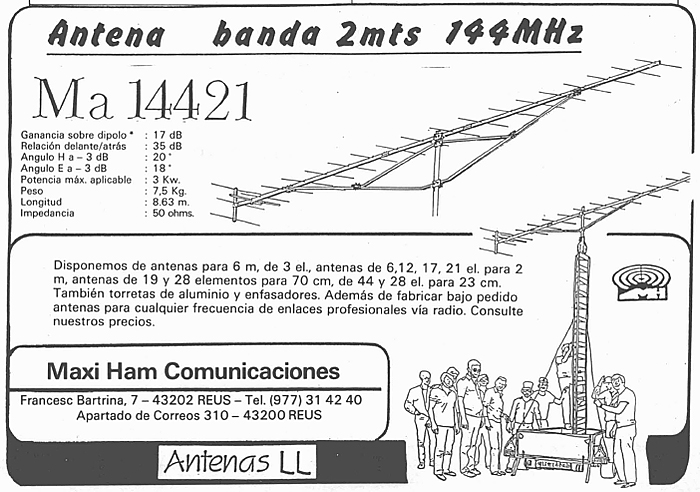 Antena banda 2mts 144MHz
Ma 14421
Ganancia sobre dipolo * : 17 dB
Relación delante/atrás : 35 dB
Angulo H a – 3 dB : 20°
Angulo E a – 3 dB : 18°
Potencia máx. aplicable : 3 Kw.
Peso : 7,5 Kg.
Longitud : 8.63 m.
Impedancia : 50 ohms.
Disponemos de antenas para 6 m, de 3 el., antenas de 6,12, 17, 21 el. para 2
m, antenas de 19 y 28 elementos para 70 cm, de 44 y 28 el. para 23 cm.
También torretas de aluminio y enfasadores. Además de fabricar bajo pedido
antenas para cualquier frecuencia de enlaces profesionales vía radio. Consulte
nuestros precios.
Maxi Ham Comunicaciones
Francesc Bartrina, 7 – 43202 REUS – Tel. (977) 31 42 40
Apartado de Correos 310 – 43200 REUS
Antenas LL